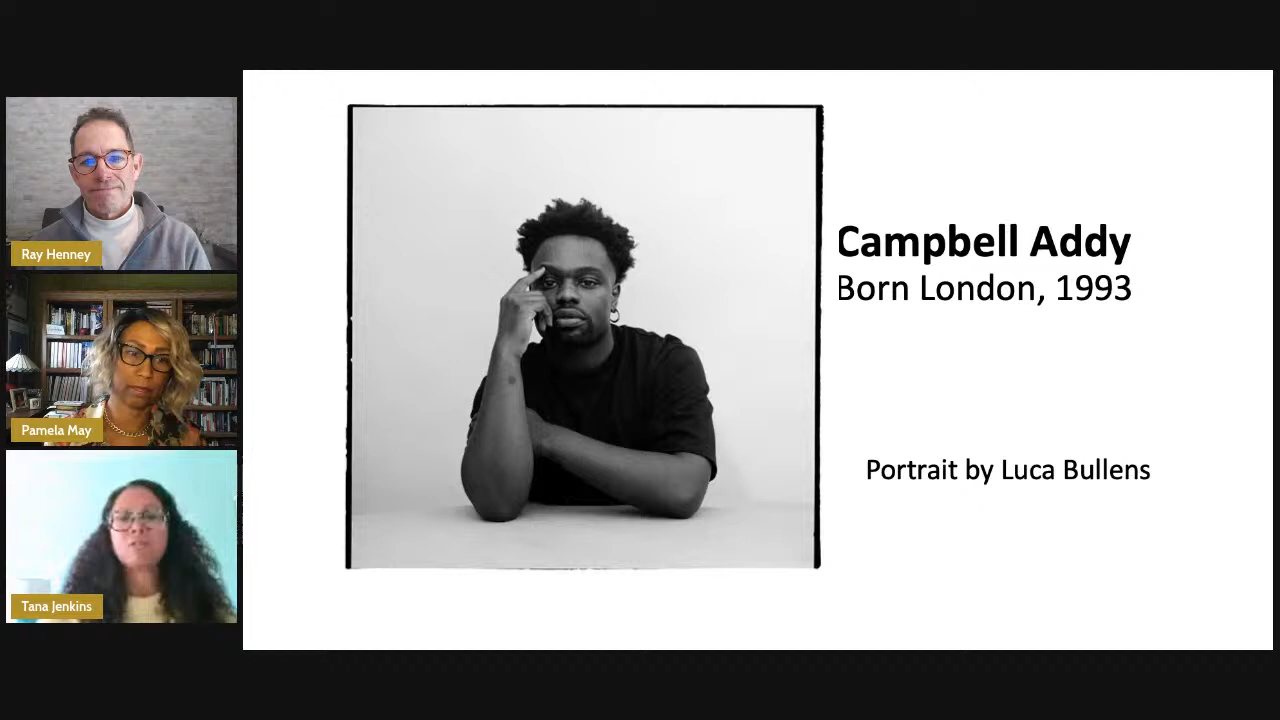 Ray Henney
Pamela May
Tana Jenkins
Campbell Addy
Born London, 1993
Portrait by Luca Bullens